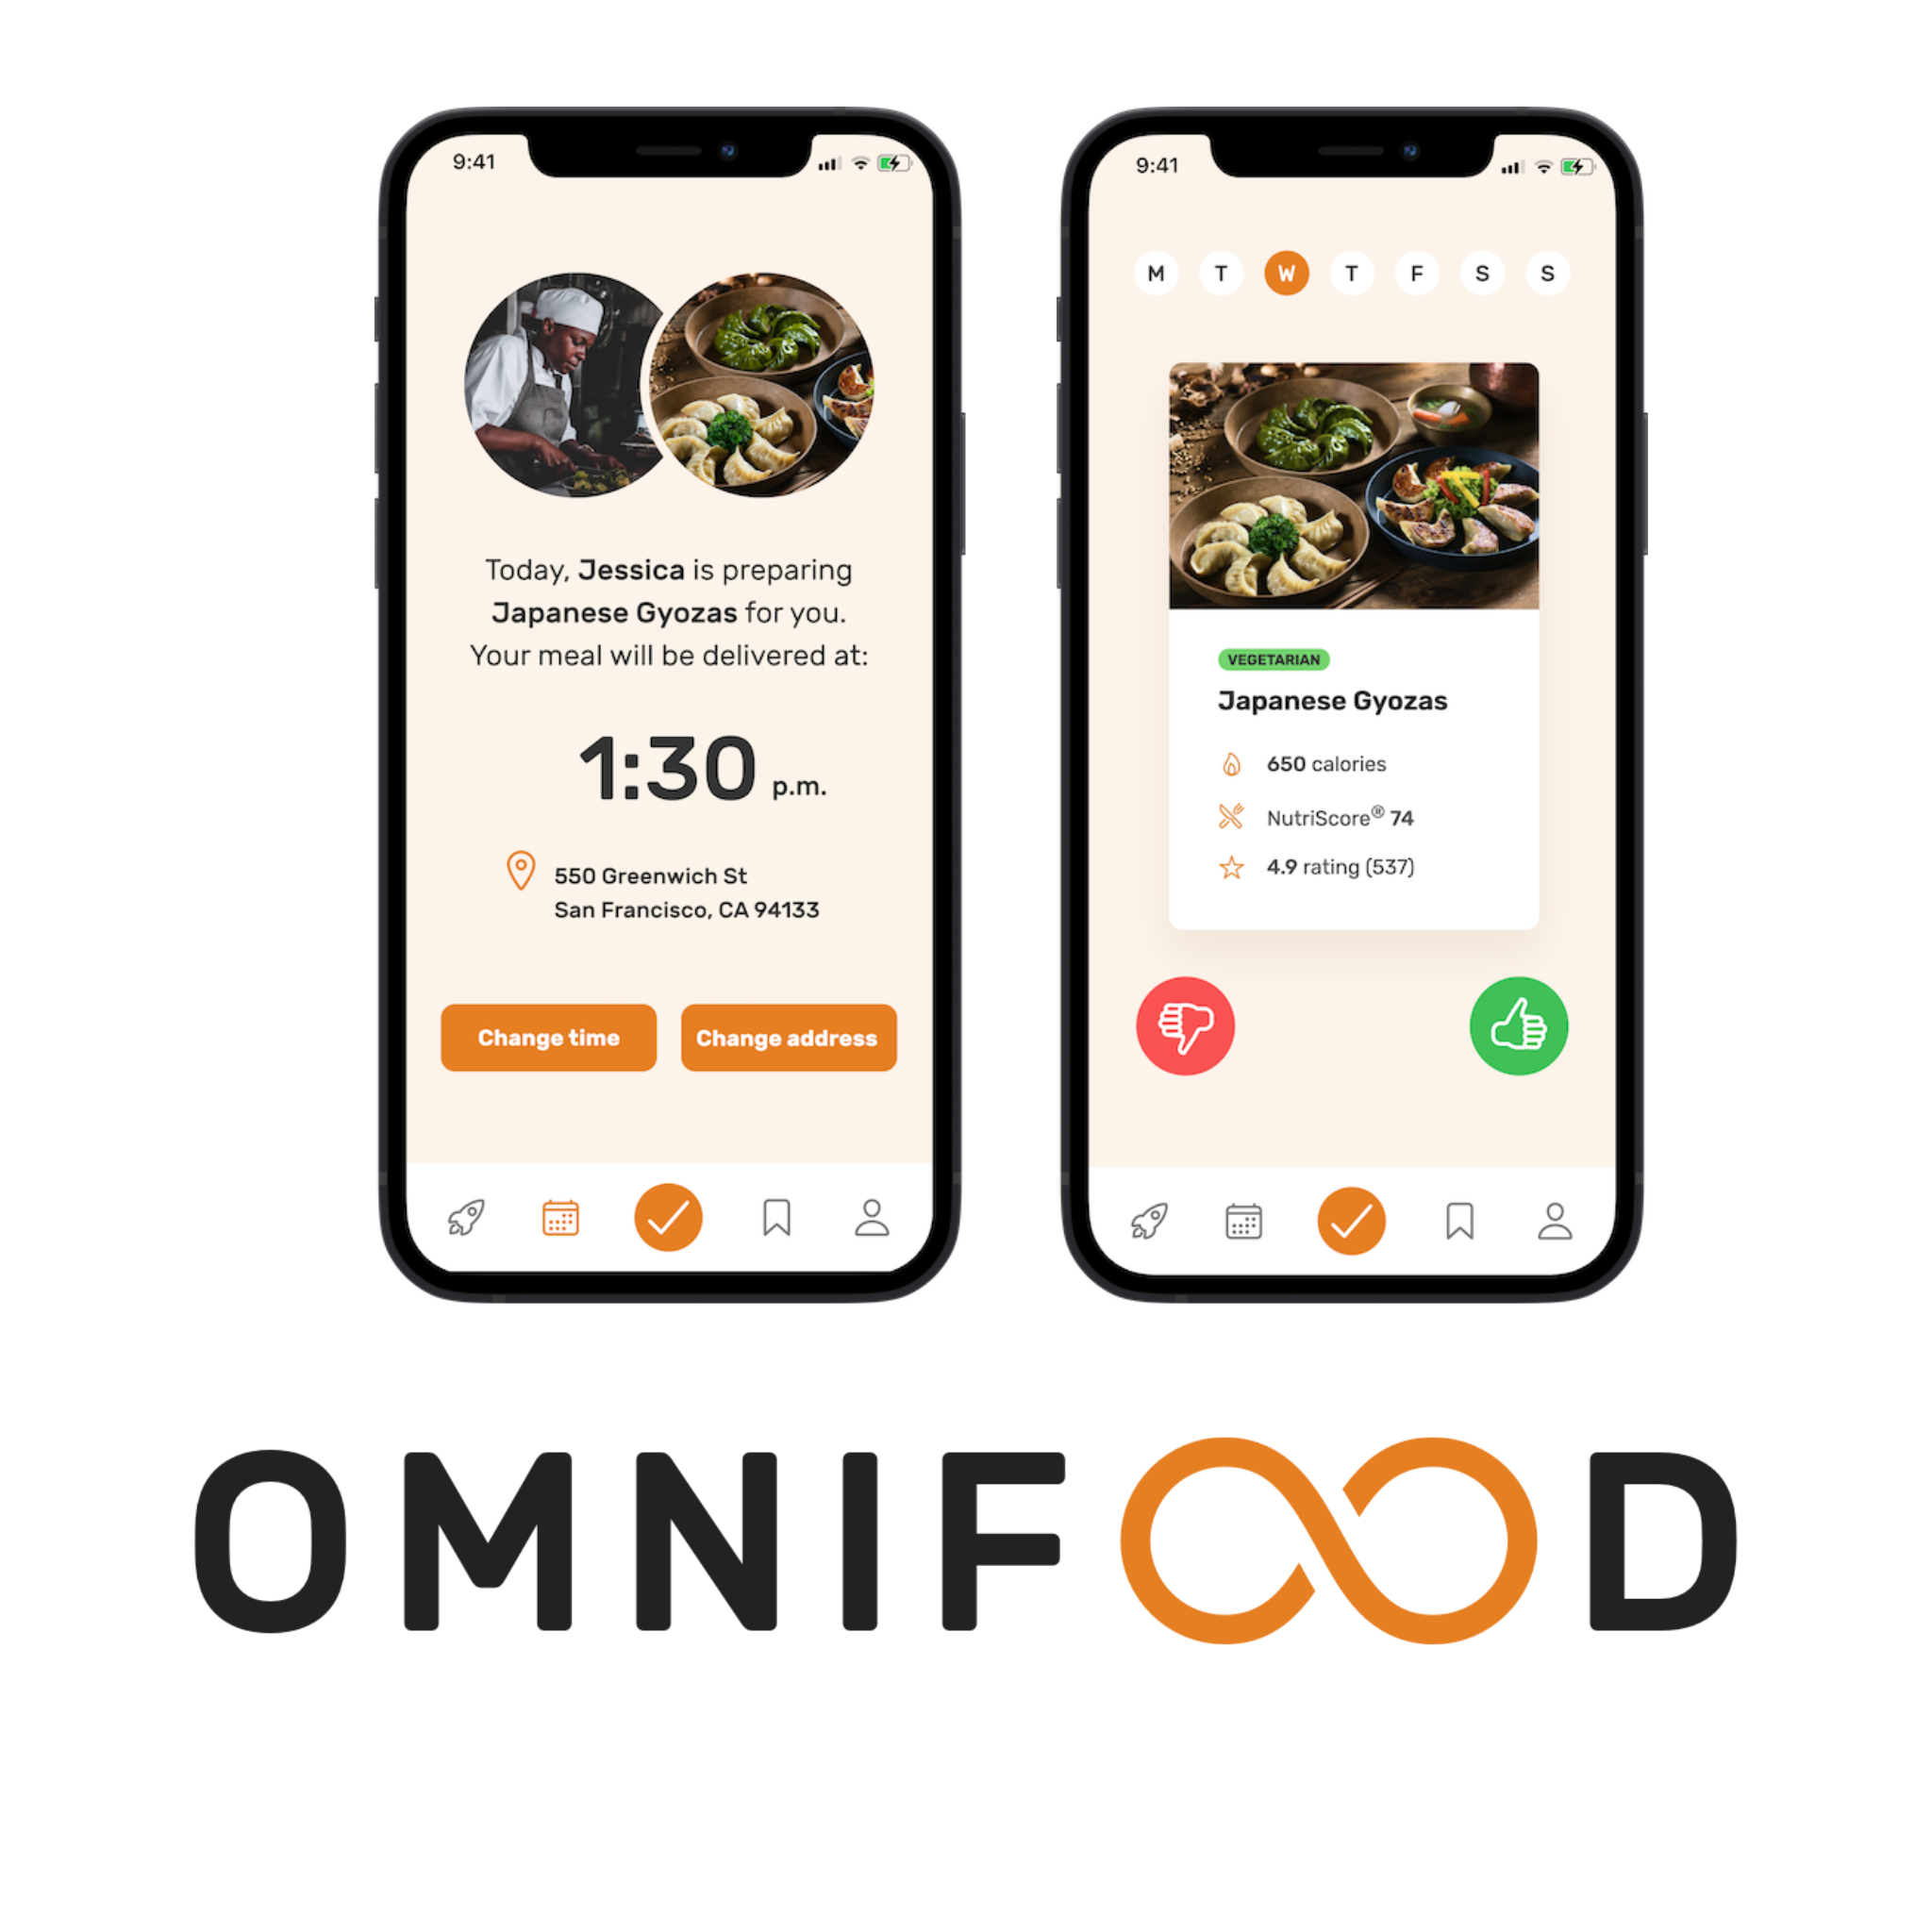 9:41
Today, Jessica is preparing
Japanese Gyozas for you.
Your meal will be delivered at:
1:30 p.m.
550 Greenwich St
San Francisco, CA 94133
Change time
Change address
9:41
M T W T F S S
VEGETARIAN
Japanese Gyozas
650 calories
NutriScore® 74
4.9 rating (537)
OMNIFOOD